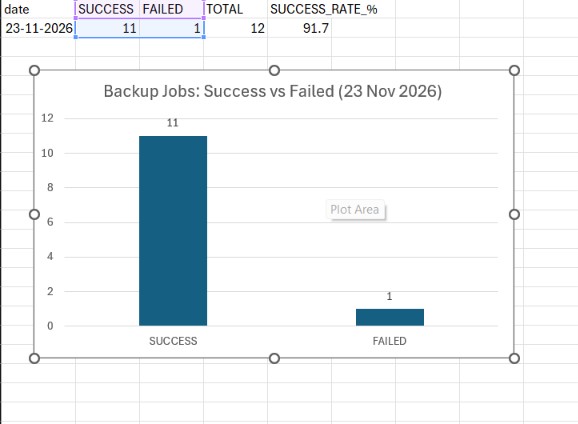 date SUCCESS FAILED TOTAL SUCCESS_RATE_%
23-11-2026 11 1 12 91.7
Backup Jobs: Success vs Failed (23 Nov 2026)
12
11
10
8
Plot Area
6
4
2
1
0
SUCCESS FAILED